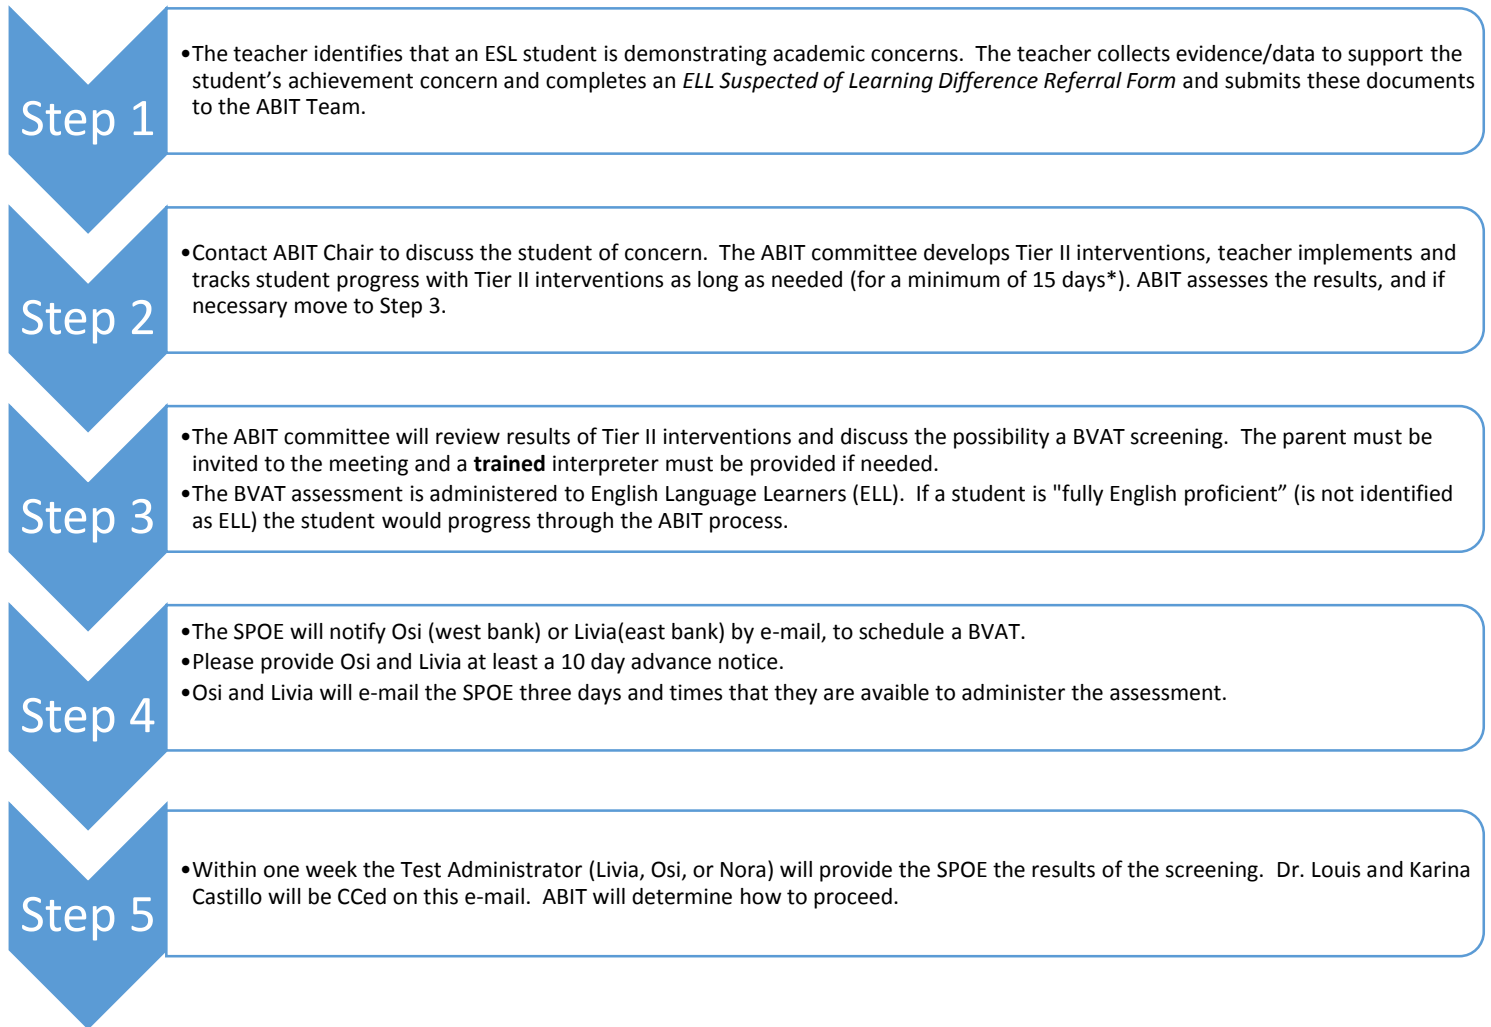 Step 1
•The teacher identifies that an ESL student is demonstrating academic concerns.  The teacher collects evidence/data to support the
student’s achievement concern and completes an ELL Suspected of Learning Difference Referral Form and submits these documents
to the ABIT Team.
Step 2
•Contact ABIT Chair to discuss the student of concern.  The ABIT committee develops Tier II interventions, teacher implements and
tracks student progress with Tier II interventions as long as needed (for a minimum of 15 days*). ABIT assesses the results, and if
necessary move to Step 3.
Step 3
•The ABIT committee will review results of Tier II interventions and discuss the possibility a BVAT screening.  The parent must be
invited to the meeting and a trained interpreter must be provided if needed.
•The BVAT assessment is administered to English Language Learners (ELL).  If a student is "fully English proficient” (is not identified
as ELL) the student would progress through the ABIT process.
Step 4
•The SPOE will notify Osi (west bank) or Livia(east bank) by e-mail, to schedule a BVAT.
•Please provide Osi and Livia at least a 10 day advance notice.
•Osi and Livia will e-mail the SPOE three days and times that they are avaible to administer the assessment.
Step 5
•Within one week the Test Administrator (Livia, Osi, or Nora) will provide the SPOE the results of the screening.  Dr. Louis and Karina
Castillo will be CCed on this e-mail.  ABIT will determine how to proceed.